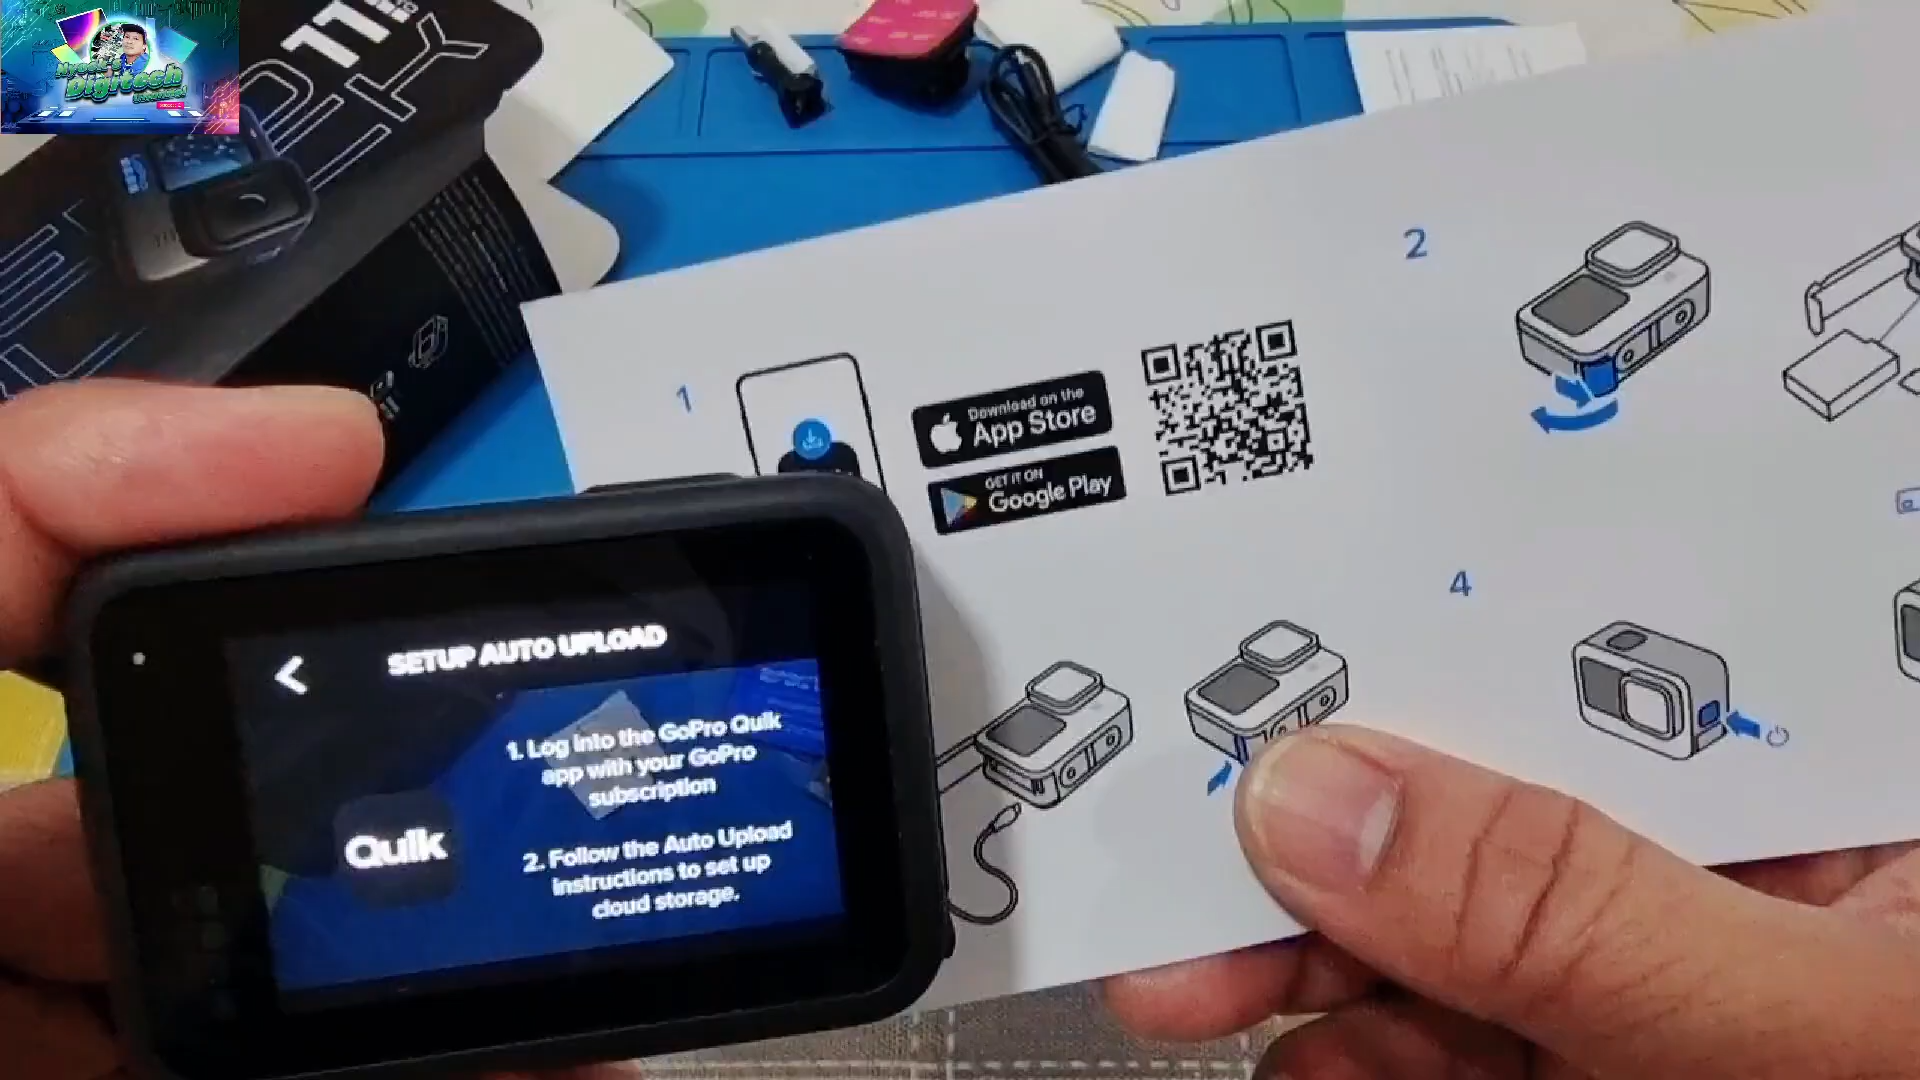 Digitech
11
1
Download on the
App Store
GET IT ON
Google Play
2
4
SETUP AUTO UPLOAD
1. Log into the GoPro Quik
app with your GoPro
subscription
Quik
2. Follow the Auto Upload
instructions to set up
cloud storage.